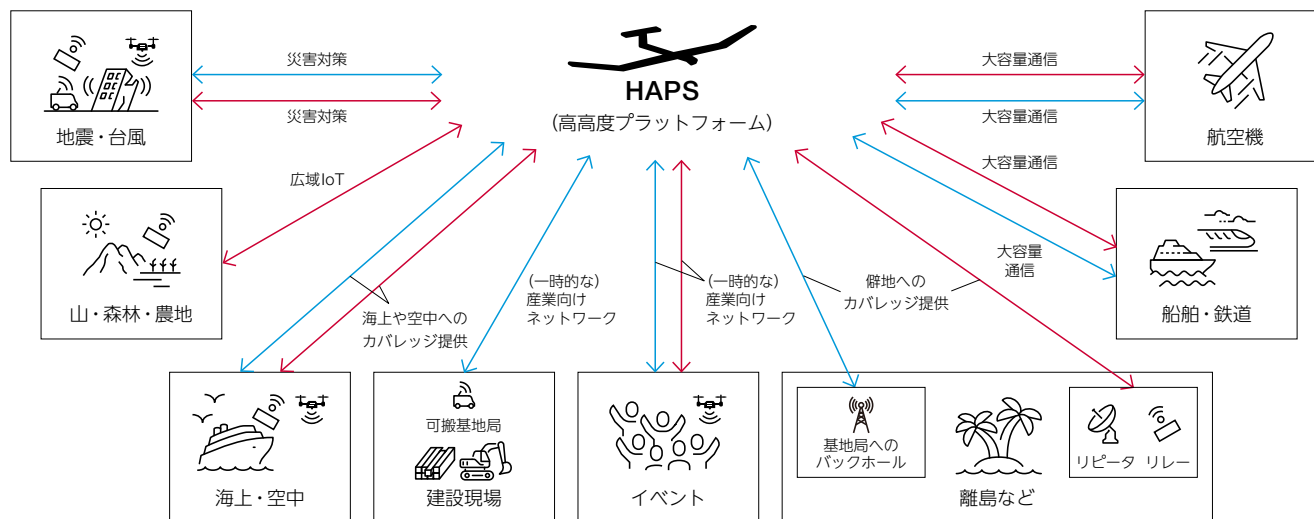 災害対策
災害対策
地震・台風
HAPS
(高高度プラットフォーム)
大容量通信
大容量通信
航空機
広域IoT
山・森林・農地
大容量通信
大容量
通信
船舶・鉄道
海上や空中への
カバレッジ提供
(一時的な)
産業向け
ネットワーク
(一時的な)
産業向け
ネットワーク
僻地への
カバレッジ提供
海上・空中
可搬基地局
建設現場
イベント
基地局への
バックホール
離島など
リピータ リレー